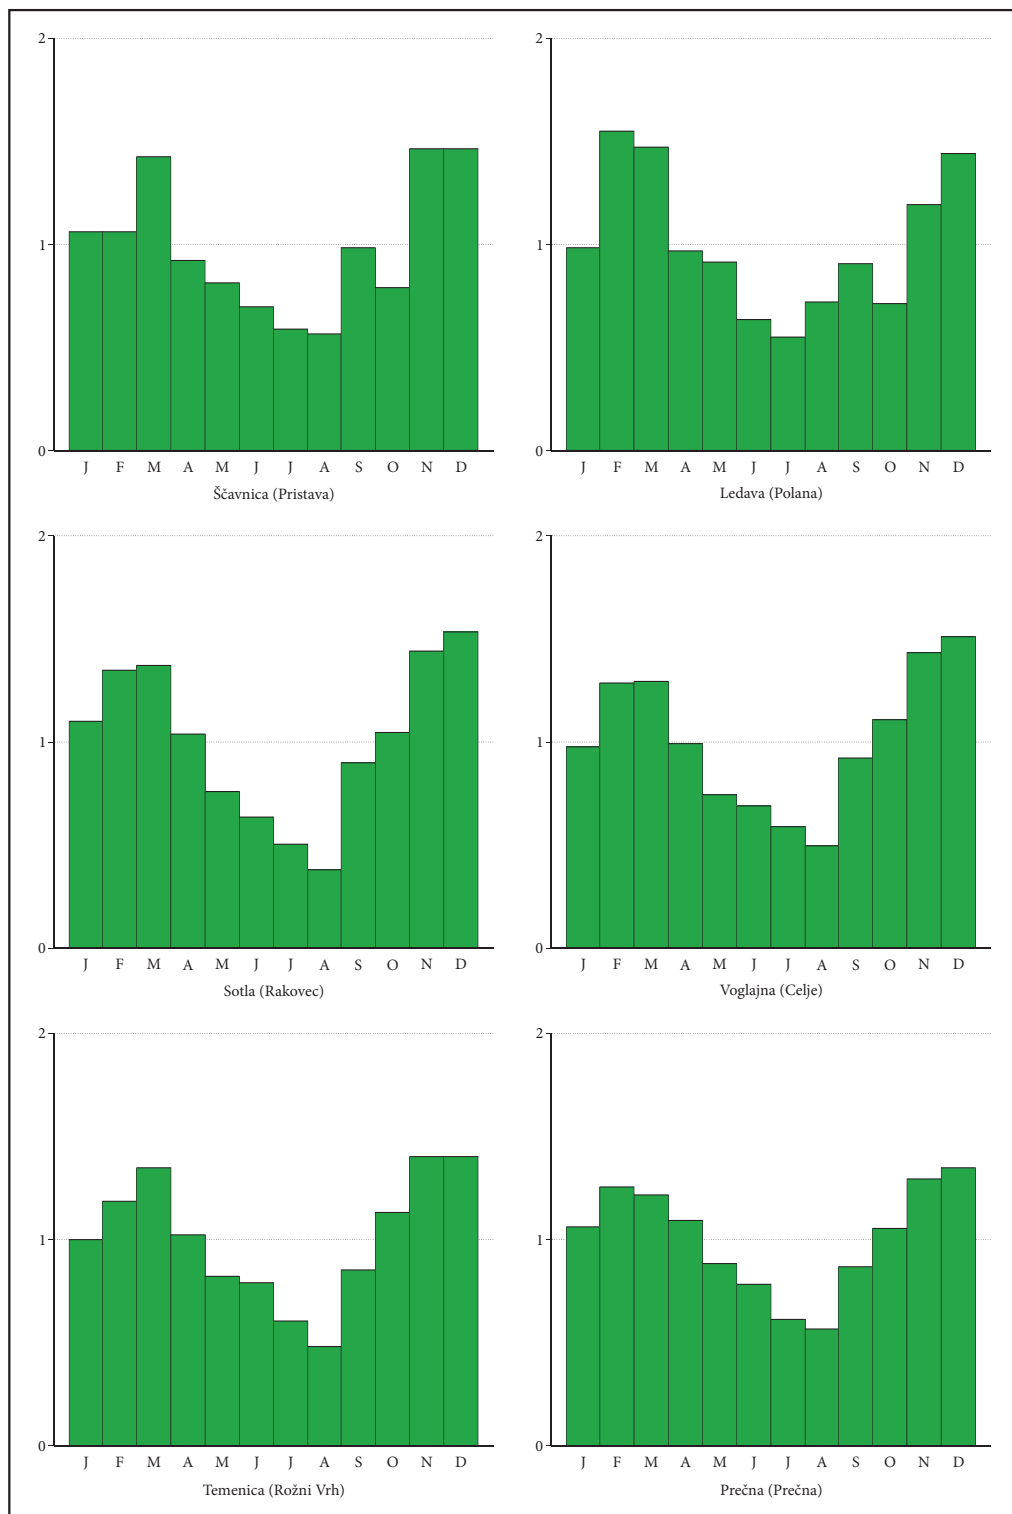 2
1
0
J F M A M J J A S O N D
Ščavnica (Pristava)
2
1
0
J F M A M J J A S O N D
Ledava (Polana)
2
1
0
J F M A M J J A S O N D
Sotla (Rakovec)
2
1
0
J F M A M J J A S O N D
Voglajna (Celje)
2
1
0
J F M A M J J A S O N D
Temenica (Rožni Vrh)
2
1
0
J F M A M J J A S O N D
Prečna (Prečna)